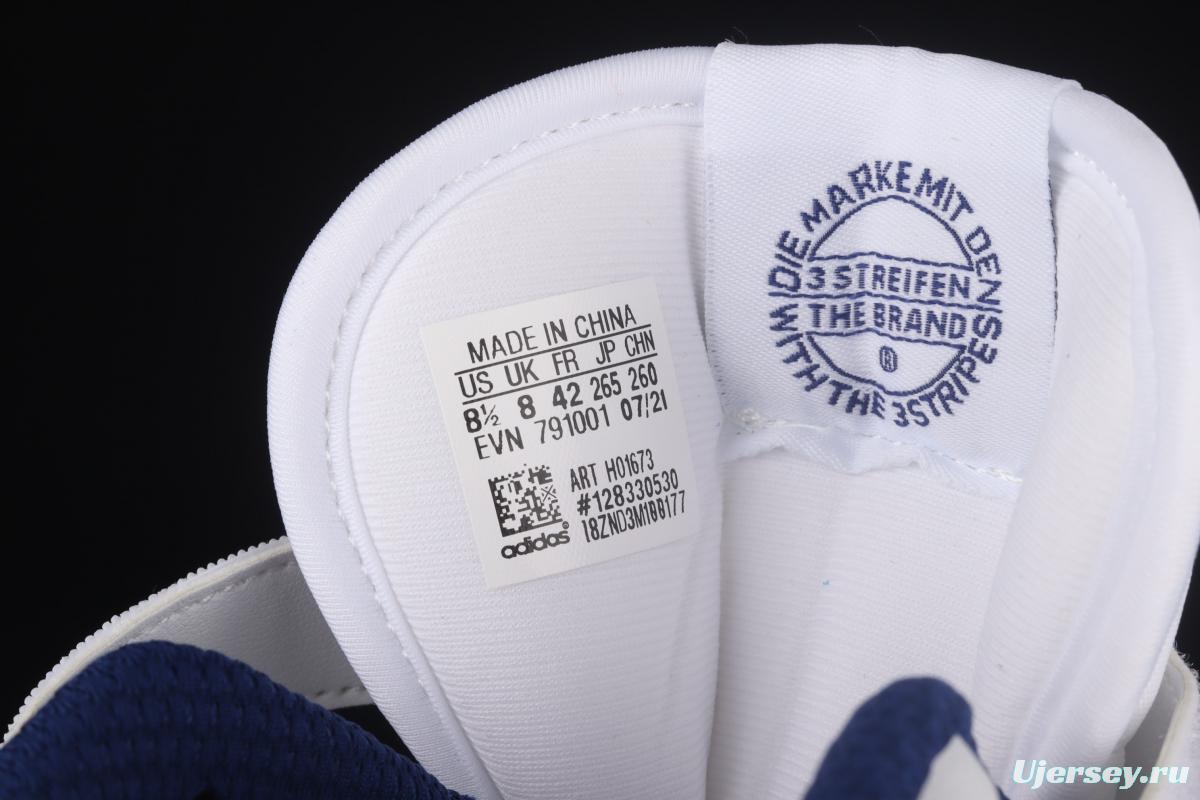 MADE IN CHINA
US UK FR JP CHN
8½ 8 42 265 260
EVN 791001 07/21
ART H01673
#128330530
18ZND3M100177
adidas®
DIE MARKE MIT DEN
3 STREIFEN
THE BRAND
®
WITH THE 3 STRIPES
Ujersey.ru